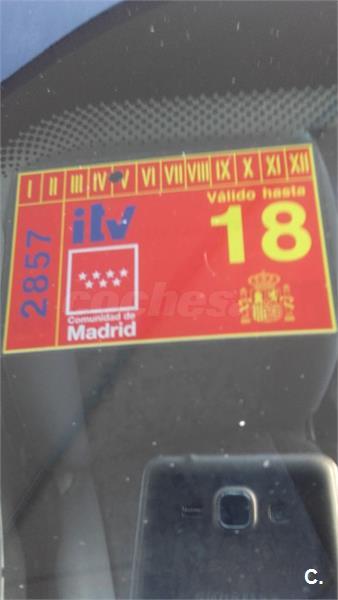 I II III IV V VI VII VIII IX X XI XII
2857
itv
Válido hasta
18
Comunidad de
Madrid
coches
C.